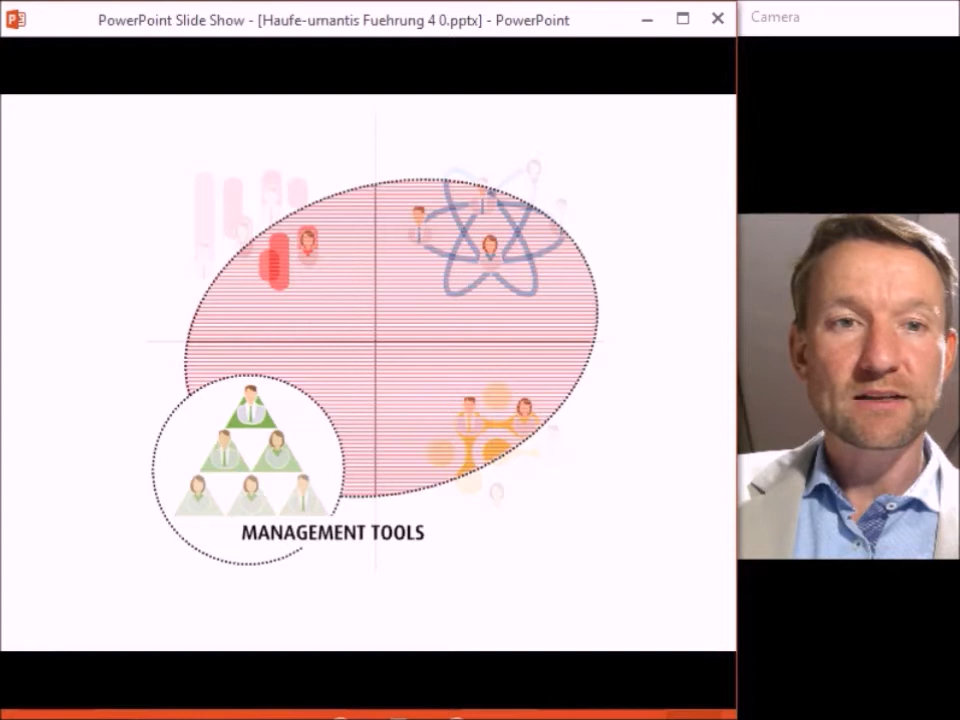 PowerPoint Slide Show - [Haufe-umantis Fuehrung 4 0.pptx] - PowerPoint
Camera
MANAGEMENT TOOLS